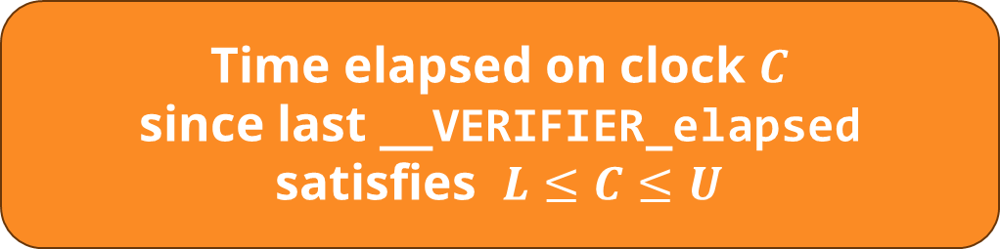 Time elapsed on clock C
since last __VERIFIER_elapsed
satisfies L ≤ C ≤ U